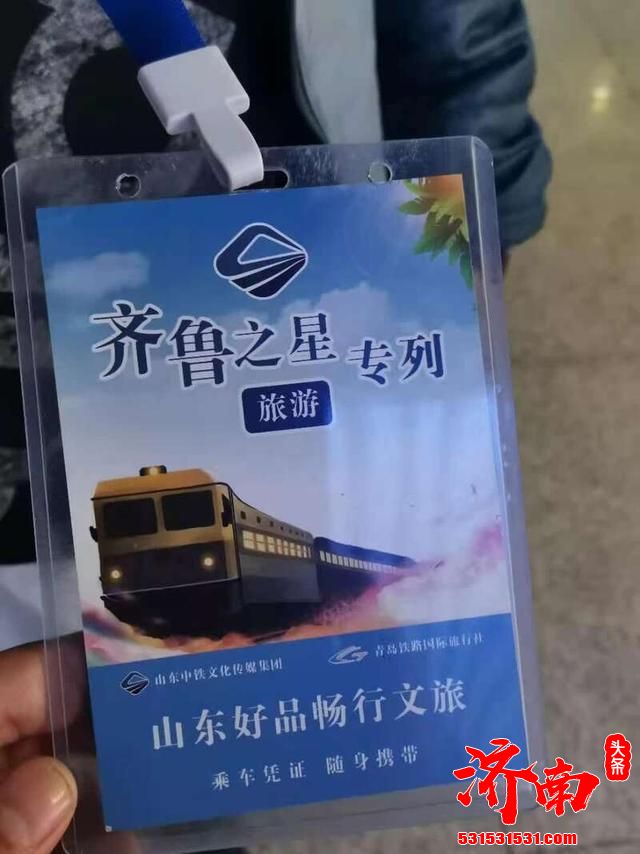 齐鲁之星专列
旅游
山东中铁文化传媒集团
青岛铁路国际旅行社
山东好品畅行文旅
乘车凭证 随身携带
济南头条
531531531.com